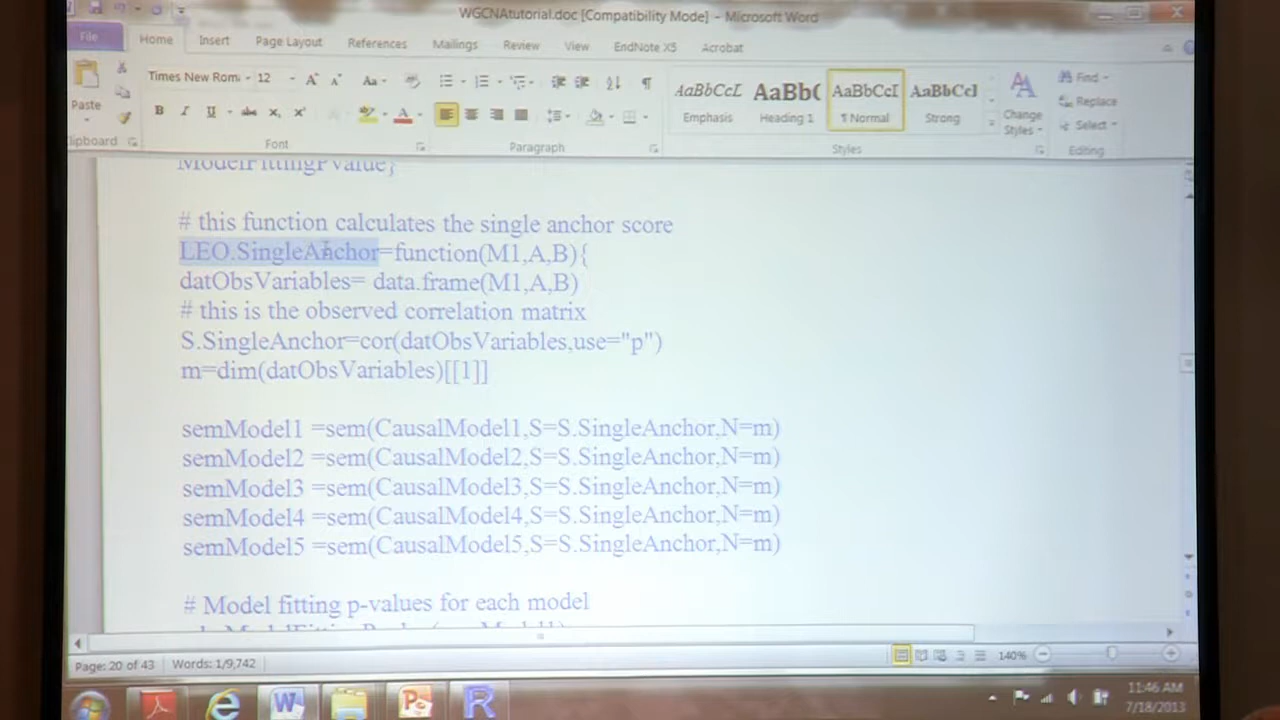 WGCNAtutorial.doc [Compatibility Mode] - Microsoft Word
File Home Insert Page Layout References Mailings Review View EndNote X5 Acrobat
Times New Rom 12
Paste
Clipboard Font Paragraph Styles Editing
AaBbCcL AaBb( AaBbCcI AaBbCcl
Emphasis Heading 1 ¶ Normal Strong
Change Styles
Find
Replace
Select
ModelFittingPvalue}
# this function calculates the single anchor score
LEO.SingleAnchor=function(M1,A,B){
datObsVariables= data.frame(M1,A,B)
# this is the observed correlation matrix
S.SingleAnchor=cor(datObsVariables,use="p")
m=dim(datObsVariables)[[1]]
semModel1 =sem(CausalModel1,S=S.SingleAnchor,N=m)
semModel2 =sem(CausalModel2,S=S.SingleAnchor,N=m)
semModel3 =sem(CausalModel3,S=S.SingleAnchor,N=m)
semModel4 =sem(CausalModel4,S=S.SingleAnchor,N=m)
semModel5 =sem(CausalModel5,S=S.SingleAnchor,N=m)
# Model fitting p-values for each model
Page: 20 of 43 Words: 1/9,742 140%
11:46 AM
7/18/2013